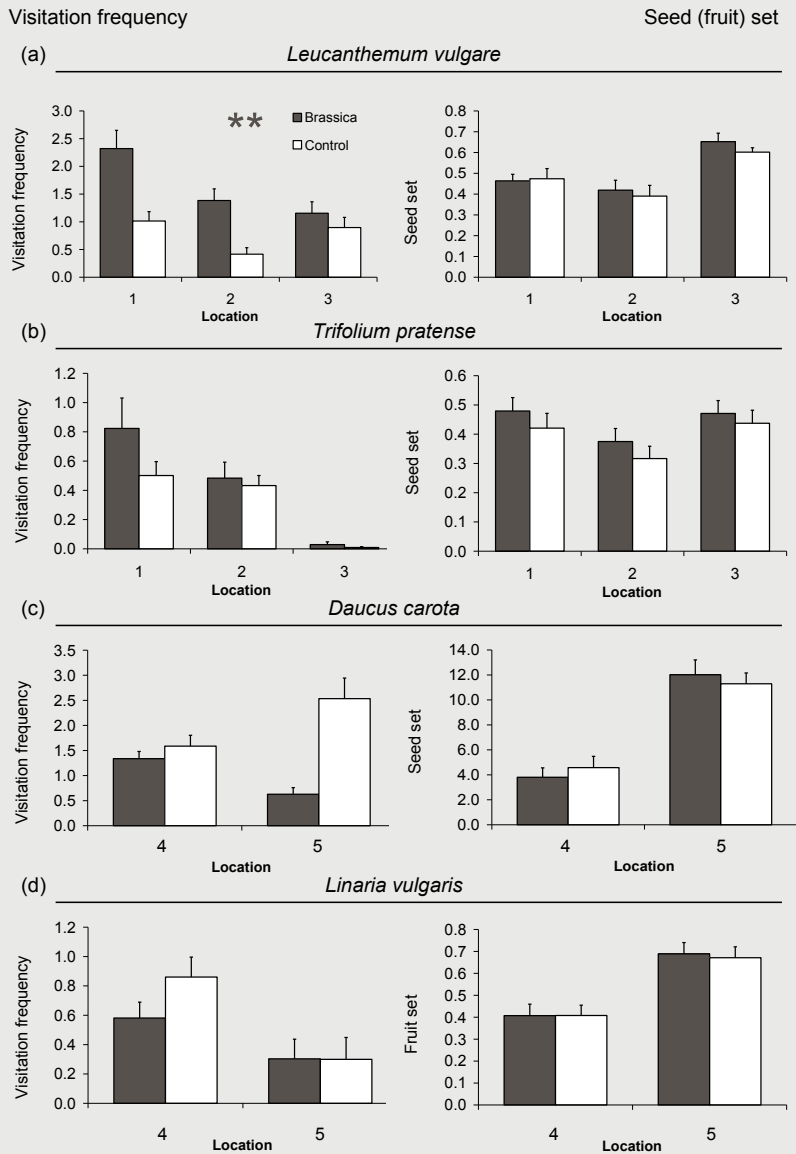 Visitation frequency Seed (fruit) set
(a) Leucanthemum vulgare
Visitation frequency
3.0
2.5
2.0
1.5
1.0
0.5
0.0
** Brassica
Control
1 2 3
Location
Seed set
0.8
0.7
0.6
0.5
0.4
0.3
0.2
0.1
0.0
1 2 3
Location
(b) Trifolium pratense
Visitation frequency
1.2
1.0
0.8
0.6
0.4
0.2
0.0
1 2 3
Location
Seed set
0.6
0.5
0.4
0.3
0.2
0.1
0.0
1 2 3
Location
(c) Daucus carota
Visitation frequency
3.5
3.0
2.5
2.0
1.5
1.0
0.5
0.0
4 5
Location
Seed set
14.0
12.0
10.0
8.0
6.0
4.0
2.0
0.0
4 5
Location
(d) Linaria vulgaris
Visitation frequency
1.2
1.0
0.8
0.6
0.4
0.2
0.0
4 5
Location
Fruit set
0.8
0.7
0.6
0.5
0.4
0.3
0.2
0.1
0.0
4 5
Location